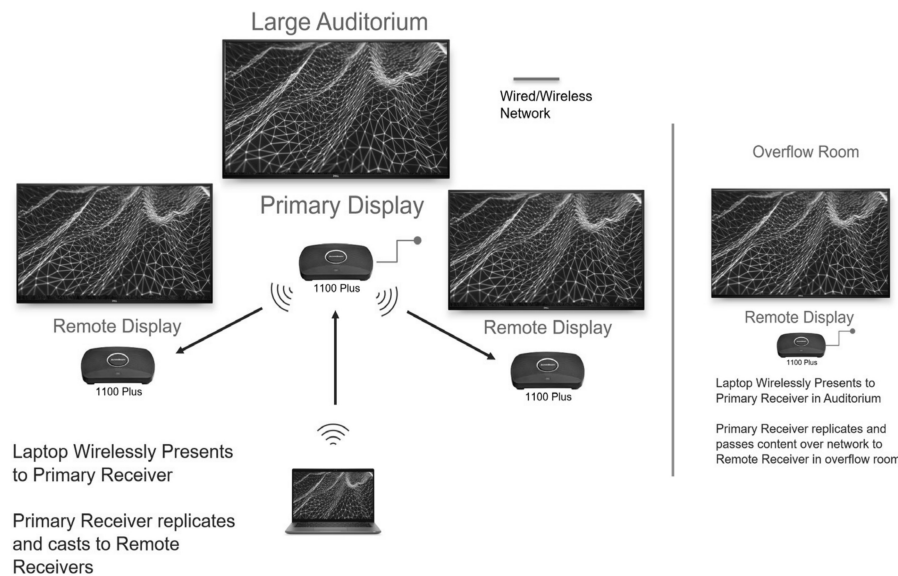 Large Auditorium
Wired/Wireless
Network
Overflow Room
Primary Display
1100 Plus
Remote Display
1100 Plus
Remote Display
1100 Plus
Remote Display
1100 Plus
Laptop Wirelessly Presents to
Primary Receiver in Auditorium
Primary Receiver replicates and
passes content over network to
Remote Receiver in overflow room
Laptop Wirelessly Presents
to Primary Receiver
Primary Receiver replicates
and casts to Remote
Receivers